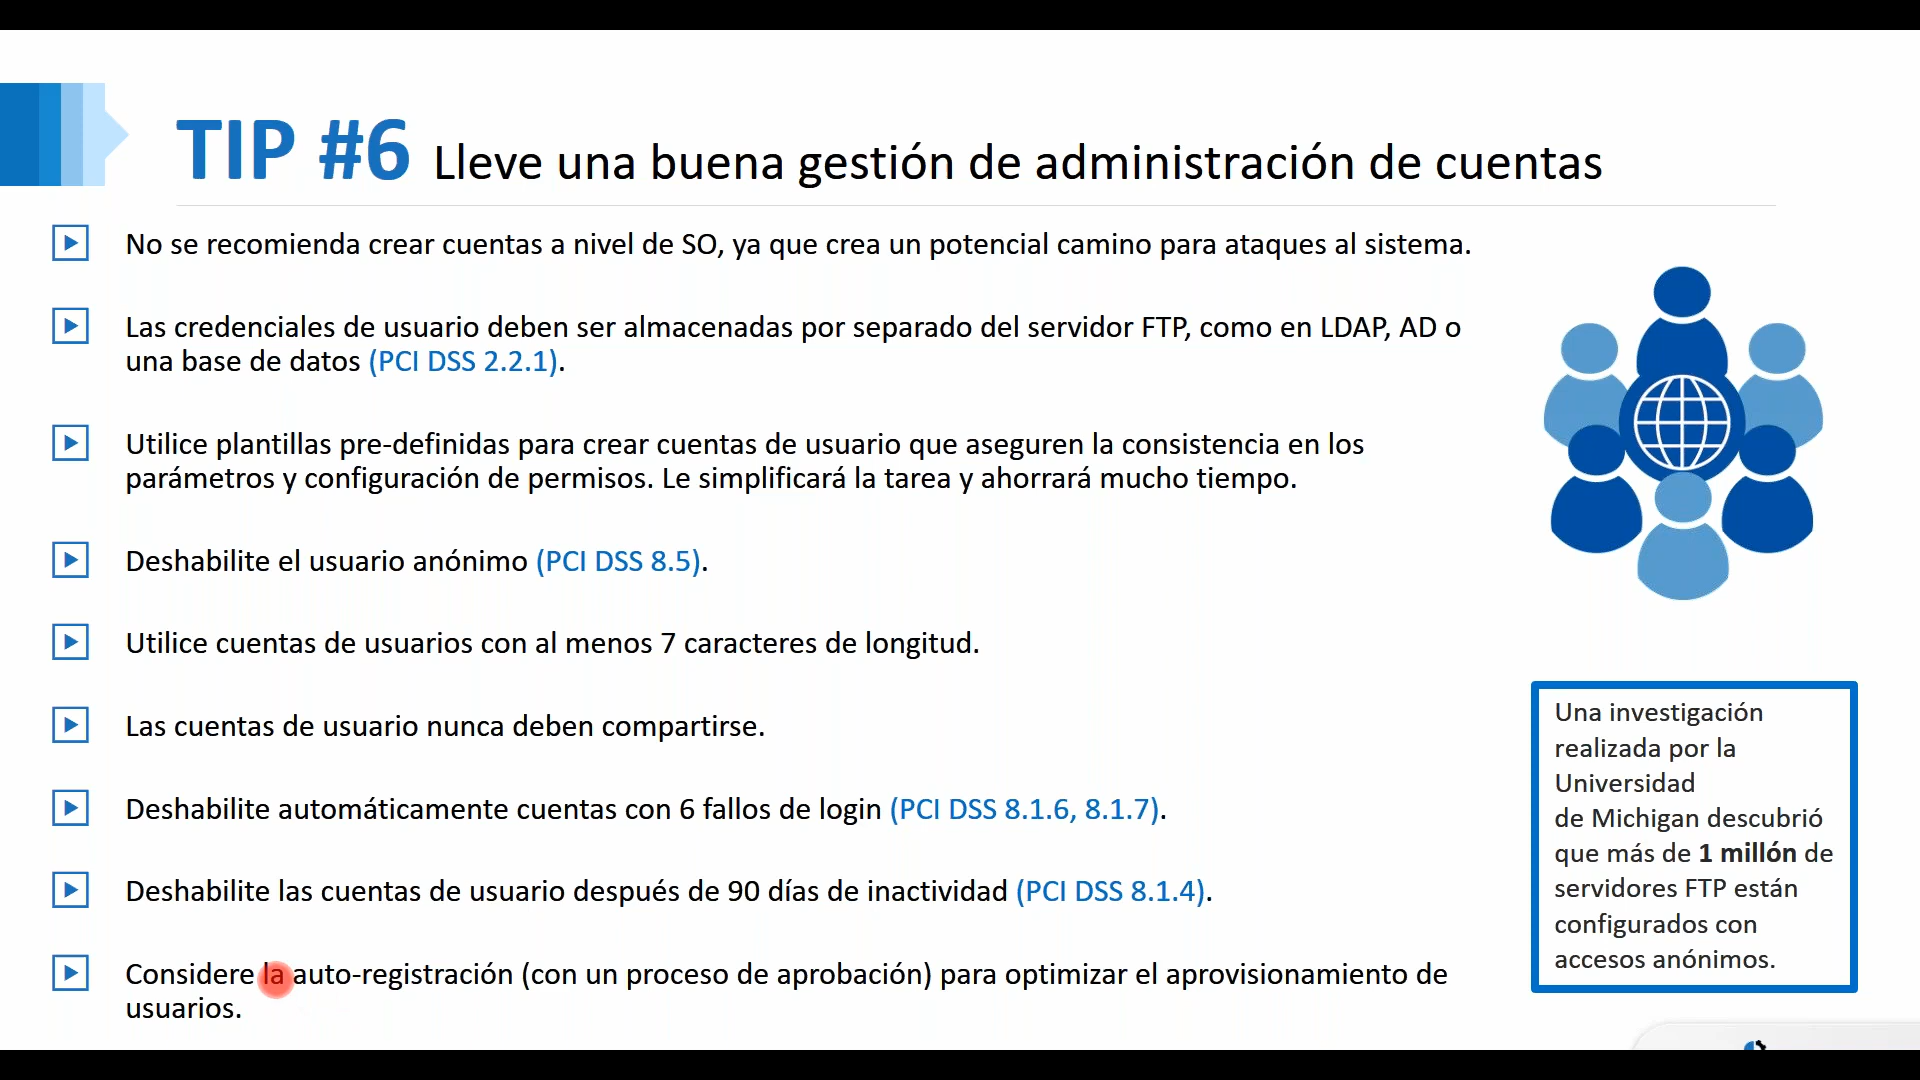 TIP #6 Lleve una buena gestión de administración de cuentas
No se recomienda crear cuentas a nivel de SO, ya que crea un potencial camino para ataques al sistema.
Las credenciales de usuario deben ser almacenadas por separado del servidor FTP, como en LDAP, AD o
una base de datos (PCI DSS 2.2.1).
Utilice plantillas pre-definidas para crear cuentas de usuario que aseguren la consistencia en los
parámetros y configuración de permisos. Le simplificará la tarea y ahorrará mucho tiempo.
Deshabilite el usuario anónimo (PCI DSS 8.5).
Utilice cuentas de usuarios con al menos 7 caracteres de longitud.
Las cuentas de usuario nunca deben compartirse.
Deshabilite automáticamente cuentas con 6 fallos de login (PCI DSS 8.1.6, 8.1.7).
Deshabilite las cuentas de usuario después de 90 días de inactividad (PCI DSS 8.1.4).
Considere la auto-registración (con un proceso de aprobación) para optimizar el aprovisionamiento de
usuarios.
Una investigación
realizada por la
Universidad
de Michigan descubrió
que más de 1 millón de
servidores FTP están
configurados con
accesos anónimos.